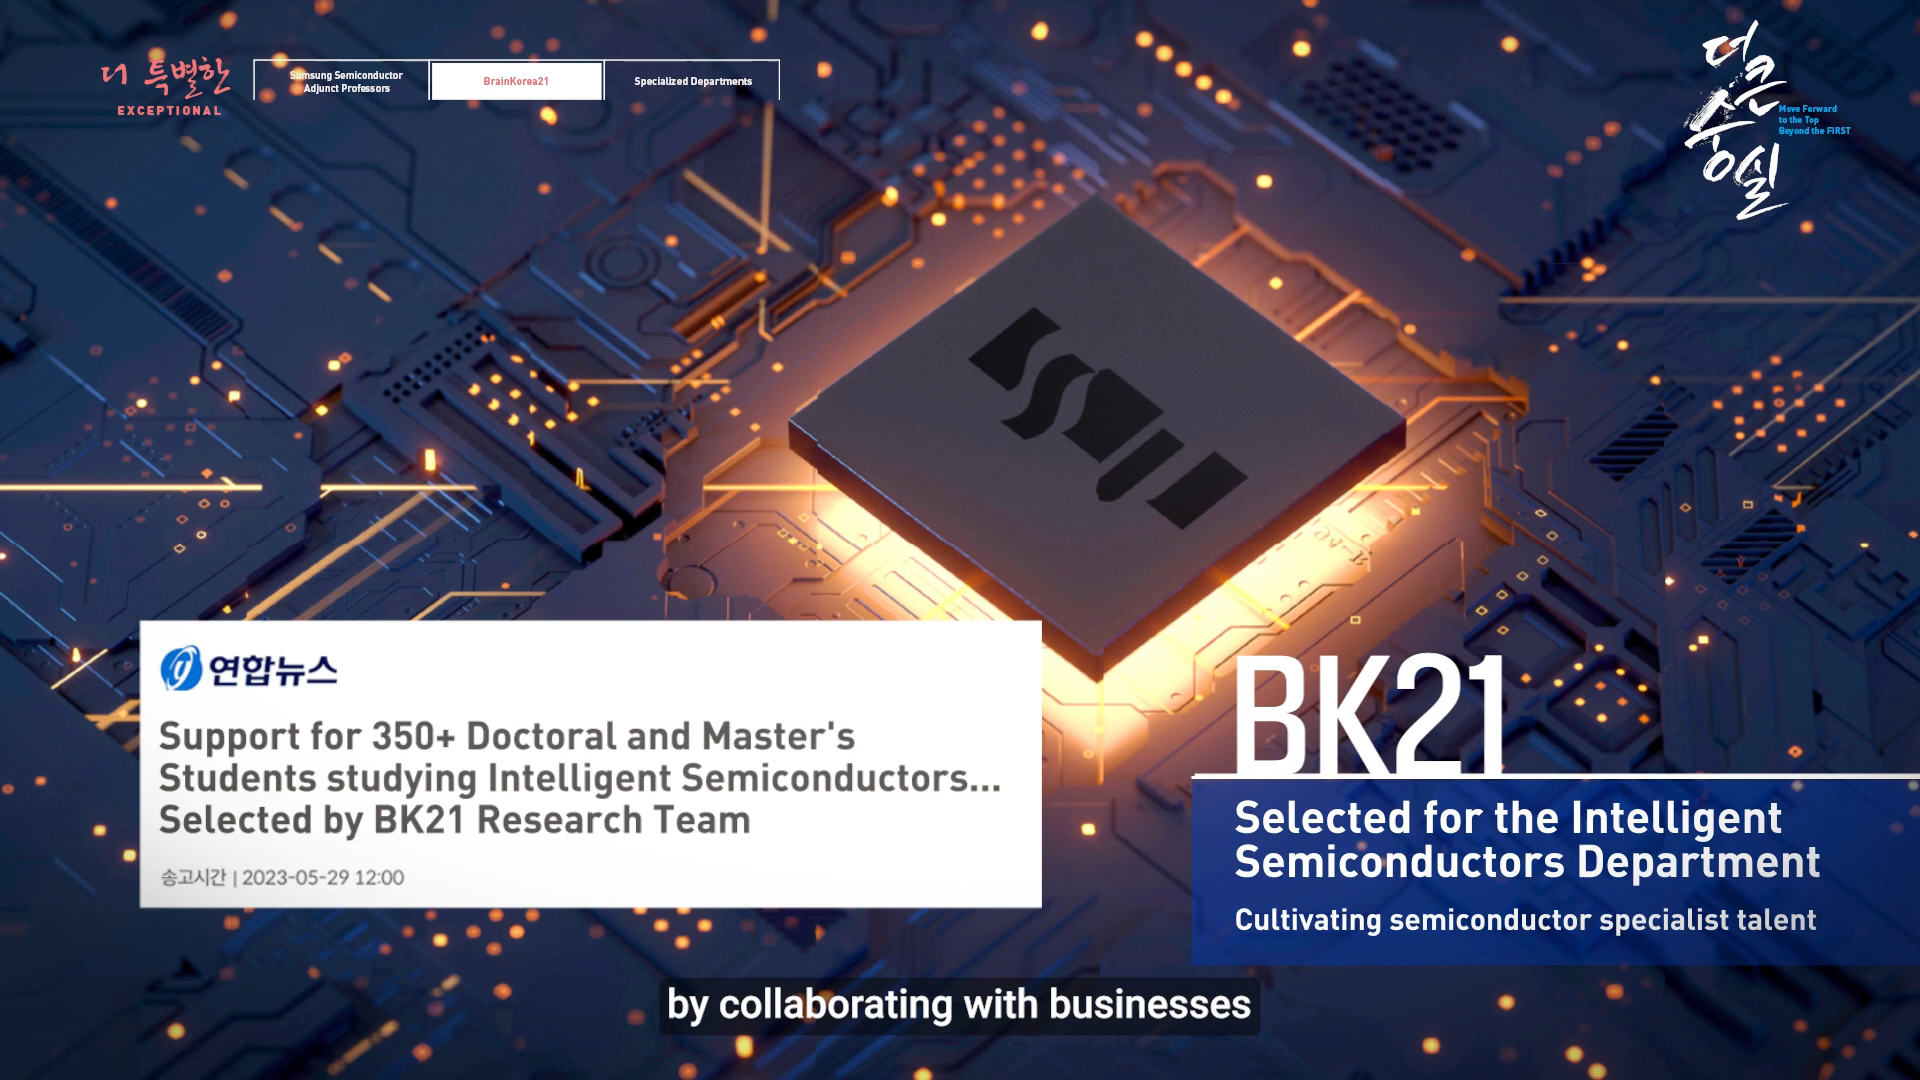 더 특별한
EXCEPTIONAL
Samsung Semiconductor
Adjunct Professors
BrainKorea21
Specialized Departments
더
큰
숭
실
Move Forward
to the Top
Beyond the FIRST
SSU
연합뉴스
Support for 350+ Doctoral and Master's
Students studying Intelligent Semiconductors...
Selected by BK21 Research Team
송고시간 | 2023-05-29 12:00
BK21
Selected for the Intelligent
Semiconductors Department
Cultivating semiconductor specialist talent
by collaborating with businesses